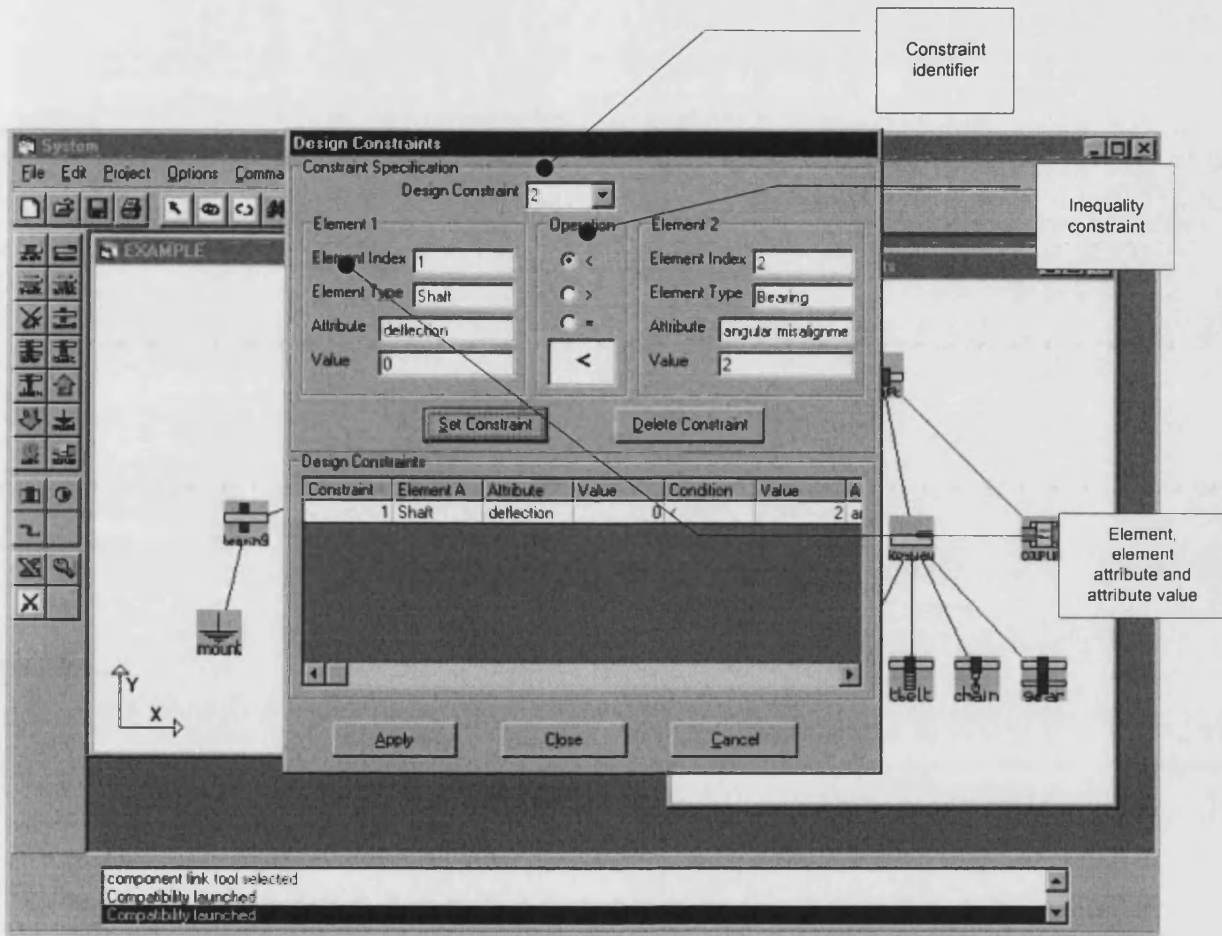 Constraint
identifier
System
File Edit Project Options Comma
Design Constraints
Constraint Specification
Design Constraint 2
Inequality
constraint
Element 1
Operation
Element 2
EXAMPLE
Element Index 1
<
Element Index 2
Element Type Shaft
>
Element Type Bearing
Attribute deflection
=
Attribute angular misalignme
Value 0
<
Value 2
Set Constraint
Delete Constraint
Design Constraints
Constraint Element A Attribute Value Condition Value A
1 Shaft deflection 0 < 2 an
bearing
keyway
Element,
element
attribute and
attribute value
mount
Y
X
tbelt chain gear
Apply Close Cancel
component link tool selected
Compatibility launched
Compatibility launched